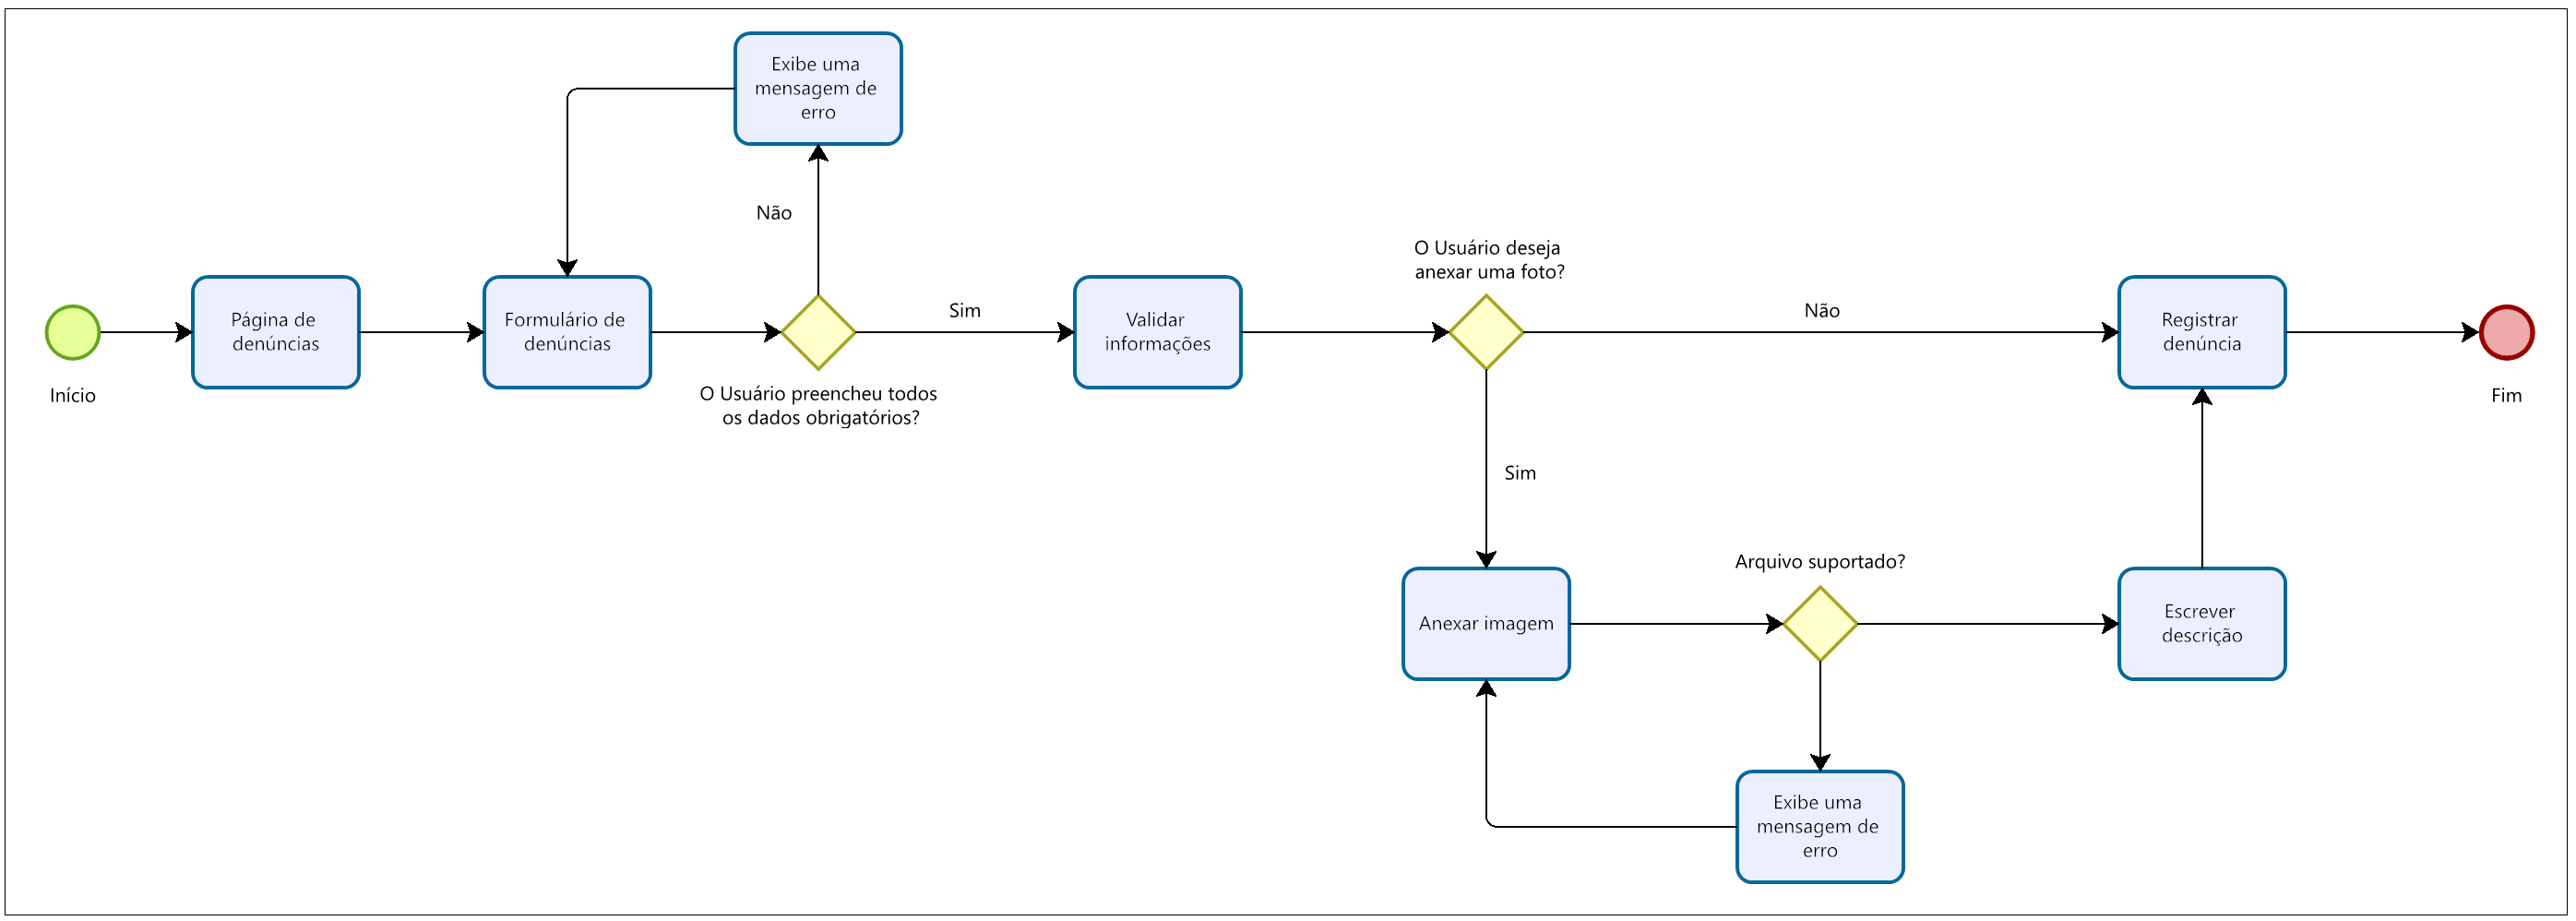 Exibe uma
mensagem de
erro
Não
Início
Página de
denúncias
Formulário de
denúncias
O Usuário preencheu todos
os dados obrigatórios?
Sim
Validar
informações
O Usuário deseja
anexar uma foto?
Não
Registrar
denúncia
Fim
Sim
Anexar imagem
Arquivo suportado?
Escrever
descrição
Exibe uma
mensagem de
erro